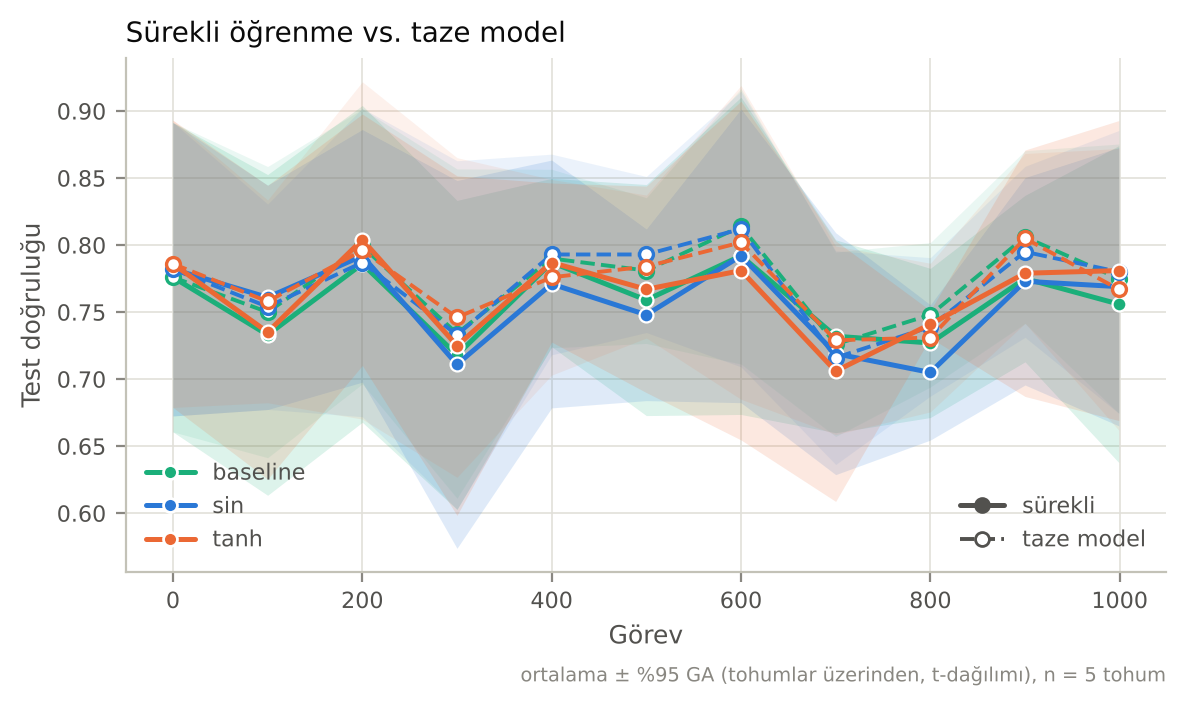 Sürekli öğrenme vs. taze model
Test doğruluğu
0.90
0.85
0.80
0.75
0.70
0.65
0.60
baseline
sin
tanh
sürekli
taze model
0 200 400 600 800 1000
Görev
ortalama ± %95 GA (tohumlar üzerinden, t-dağılımı), n = 5 tohum